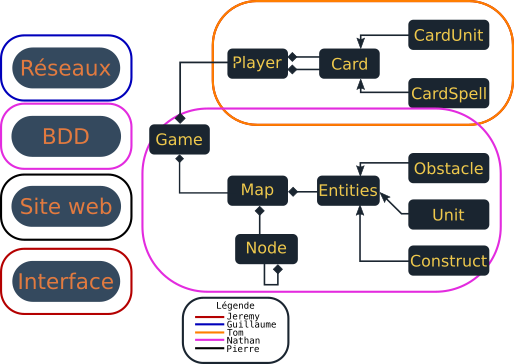 Réseaux
BDD
Site web
Interface
Player
Card
CardUnit
CardSpell
Game
Map
Entities
Obstacle
Unit
Construct
Node
Légende
Jeremy
Guillaume
Tom
Nathan
Pierre